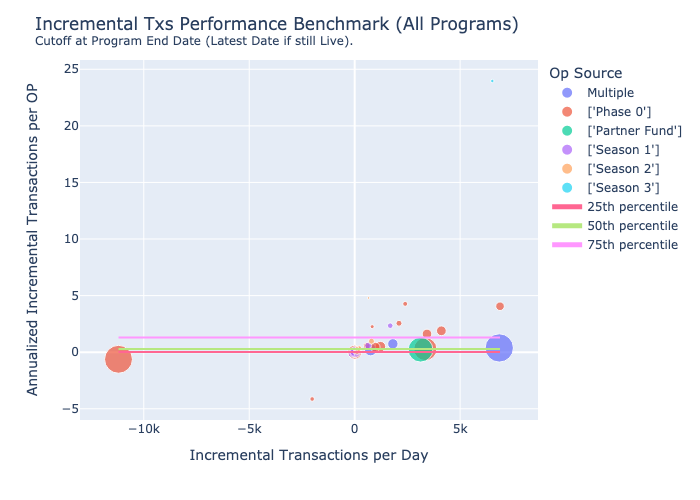 Incremental Txs Performance Benchmark (All Programs)
Cutoff at Program End Date (Latest Date if still Live).
Annualized Incremental Transactions per OP
25
20
15
10
5
0
−5
−10k
−5k
0
5k
Incremental Transactions per Day
Op Source
Multiple
['Phase 0']
['Partner Fund']
['Season 1']
['Season 2']
['Season 3']
25th percentile
50th percentile
75th percentile